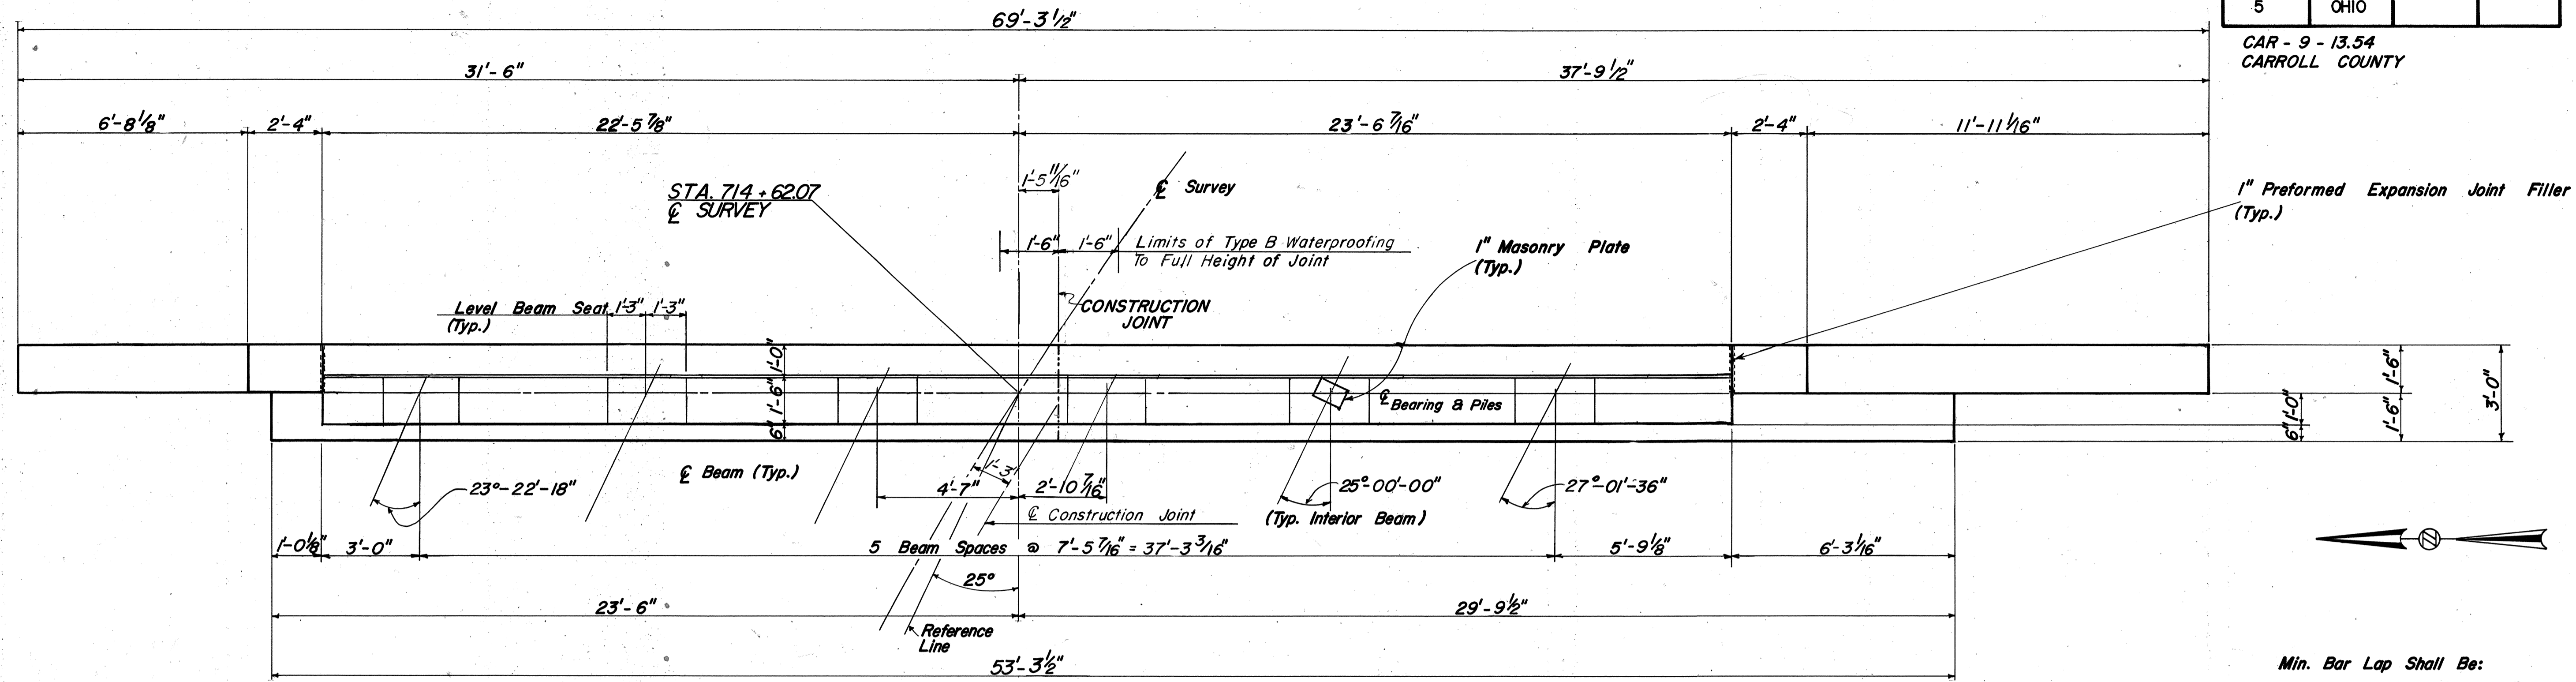 69'-3 1/2"
5 OHIO
CAR - 9 - 13.54
CARROLL COUNTY
31'-6" 37'-9 1/2"
6'-8 1/8" 2'-4" 22'-5 7/8" 23'-6 7/16" 2'-4" 11'-11 1/16"
1'-5 11/16"
STA. 714 + 62.07
℄ SURVEY
℄ Survey
1" Preformed Expansion Joint Filler
(Typ.)
1'-6" 1'-6" Limits of Type B Waterproofing
To Full Height of Joint
1" Masonry Plate
(Typ.)
Level Beam Seat 1'-3" 1'-3"
(Typ.)
CONSTRUCTION
JOINT
1'-0"
1'-6"
6"
℄ Bearing & Piles
1'-6"
1'-6"
3'-0"
1'-0"
6"
℄ Beam (Typ.)
1'-3"
23°-22'-18"
4'-7" 2'-10 7/16"
25°-00'-00"
(Typ. Interior Beam)
27°-01'-36"
℄ Construction Joint
1'-0 1/8" 3'-0" 5 Beam Spaces @ 7'-5 7/16" = 37'-3 3/16" 5'-9 1/8" 6'-3 1/16"
25°
23'-6" 29'-9 1/2"
Reference
Line
53'-3 1/2"
Min. Bar Lap Shall Be: